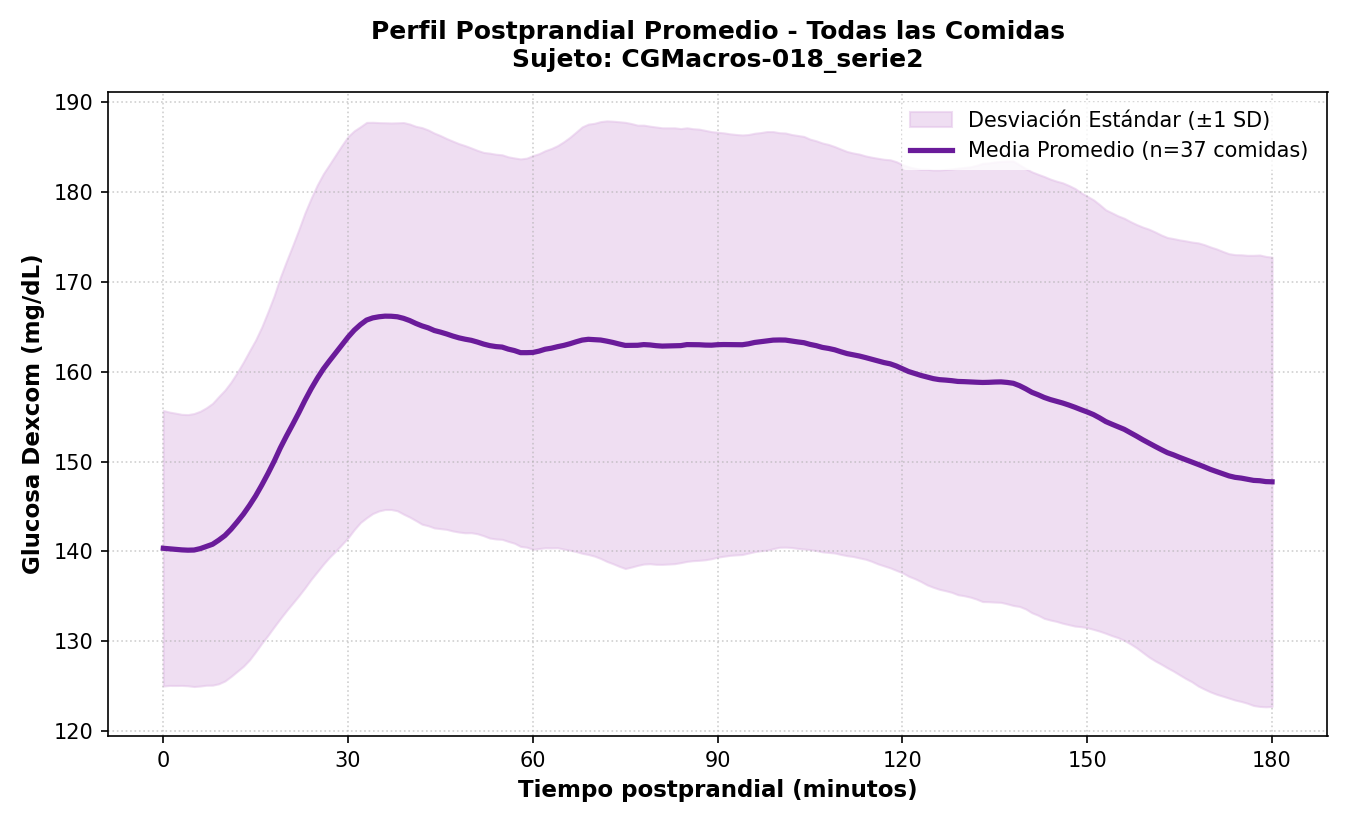 Perfil Postprandial Promedio - Todas las Comidas
Sujeto: CGMacros-018_serie2
Desviación Estándar (±1 SD)
Media Promedio (n=37 comidas)
Glucosa Dexcom (mg/dL)
190
180
170
160
150
140
130
120
0 30 60 90 120 150 180
Tiempo postprandial (minutos)